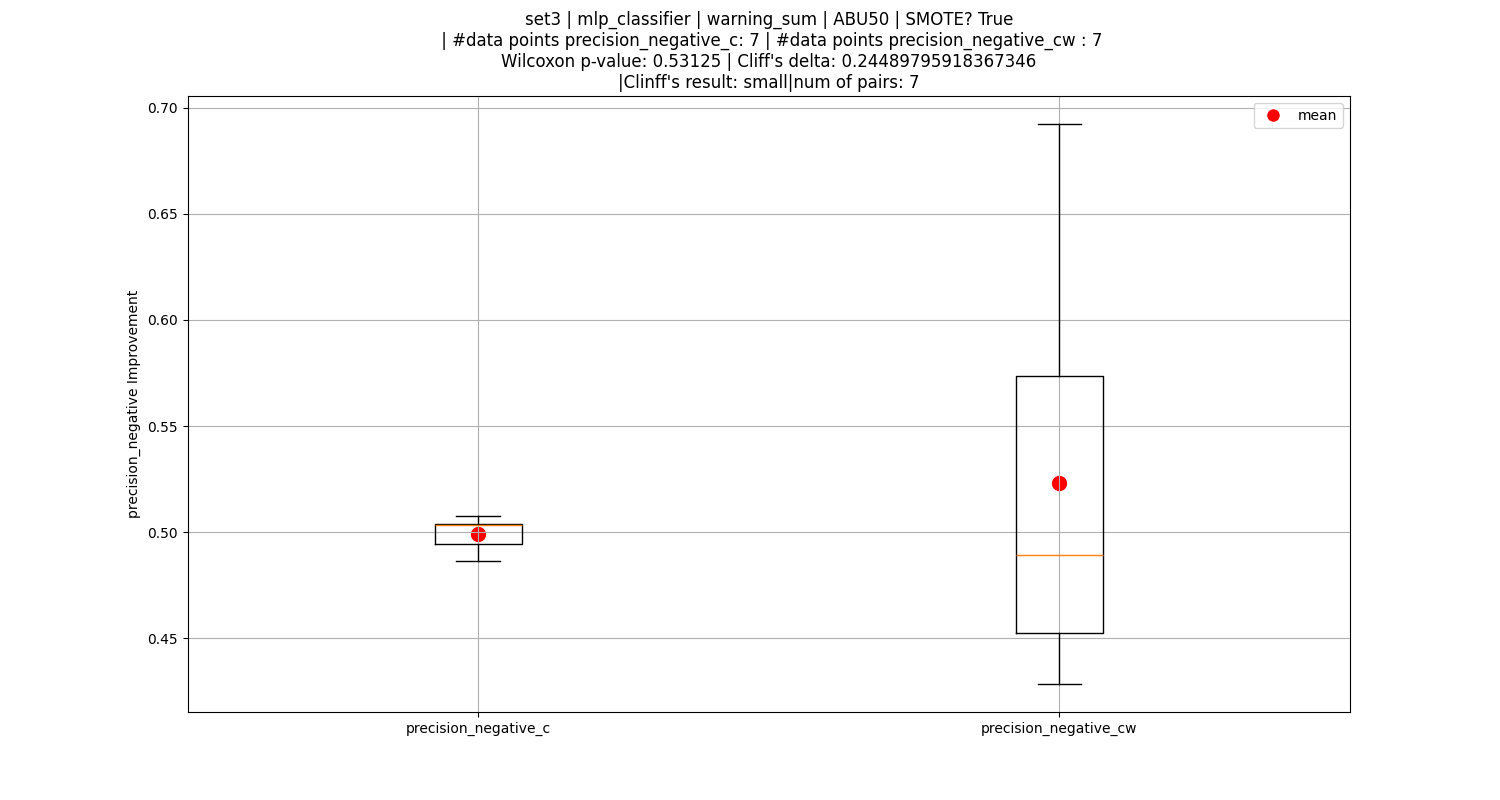 set3 | mlp_classifier | warning_sum | ABU50 | SMOTE? True
| #data points precision_negative_c: 7 | #data points precision_negative_cw : 7
Wilcoxon p-value: 0.53125 | Cliff's delta: 0.24489795918367346
|Clinff's result: small|num of pairs: 7
mean
precision_negative Improvement
0.70
0.65
0.60
0.55
0.50
0.45
precision_negative_c
precision_negative_cw